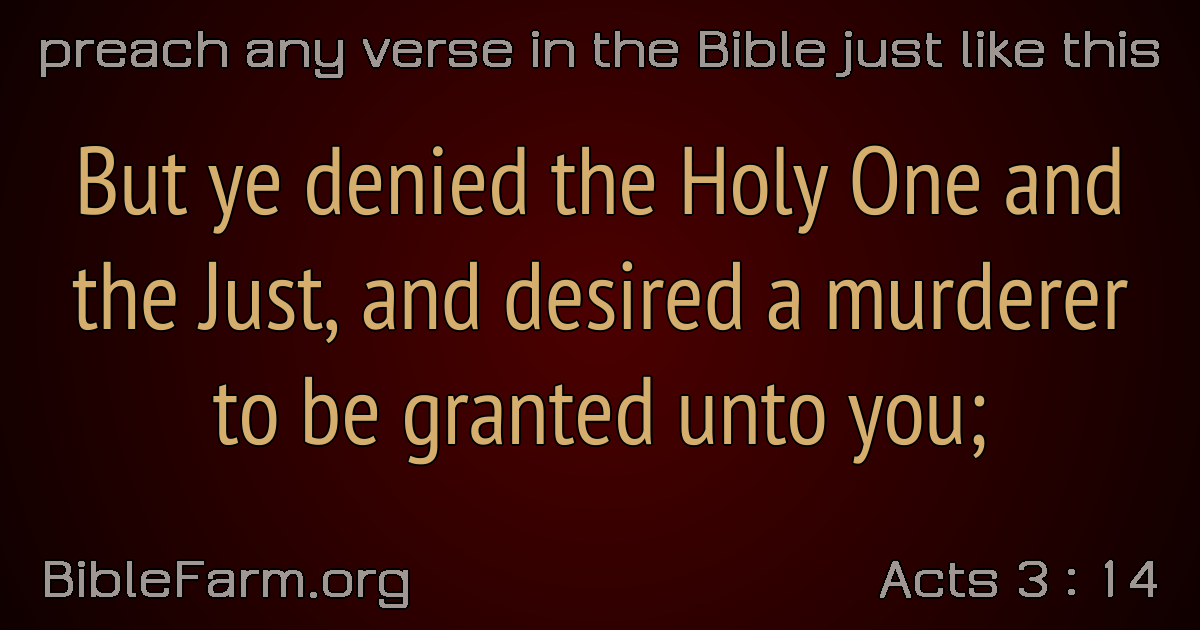 preach any verse in the Bible just like this
But ye denied the Holy One and
the Just, and desired a murderer
to be granted unto you;
BibleFarm.org
Acts 3 : 14